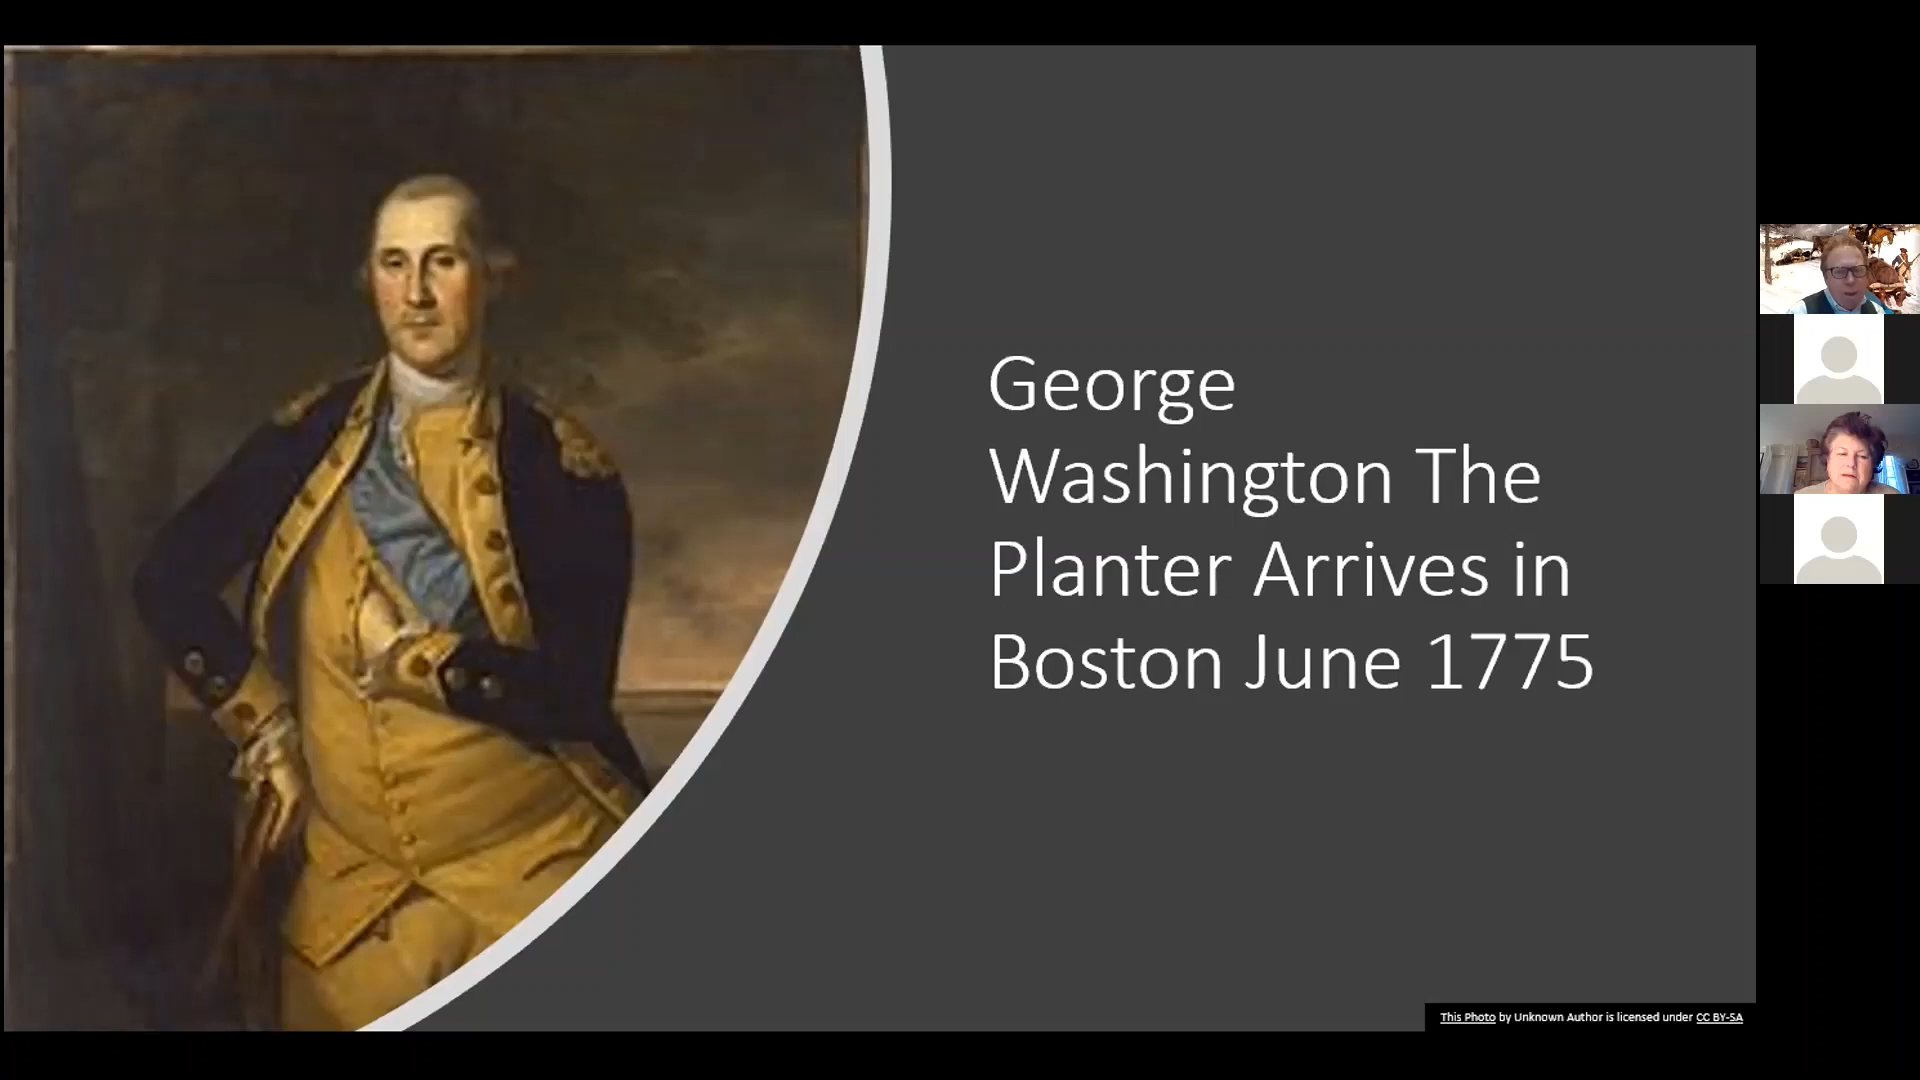 George
Washington The
Planter Arrives in
Boston June 1775
This Photo by Unknown Author is licensed under CC BY-SA